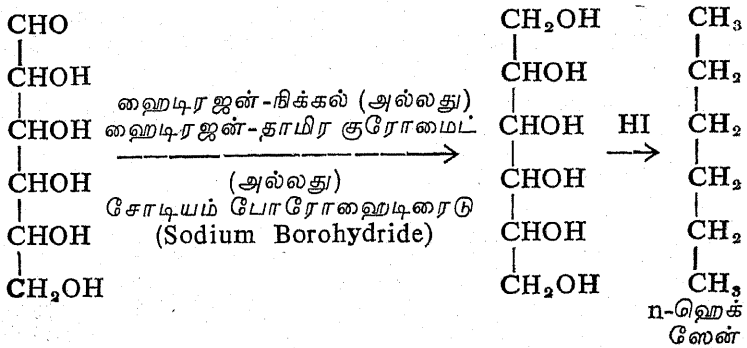 CHO
CHOH
CHOH
CHOH
CHOH
CH₂OH
ஹைடிரஜன்-நிக்கல் (அல்லது)
ஹைடிரஜன்-தாமிர குரோமைட்
(அல்லது)
சோடியம் போரோஹைடிரைடு
(Sodium Borohydride)
CH₂OH
CHOH
CHOH
CHOH
CHOH
CH₂OH
HI
CH₃
CH₂
CH₂
CH₂
CH₂
CH₃
n-ஹெக்
ஸேன்